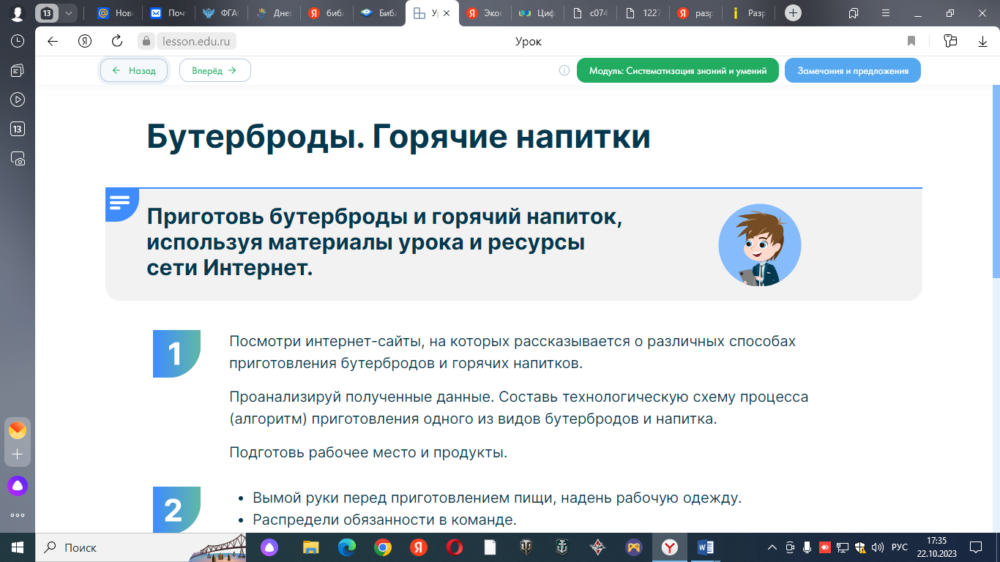 13
Нов
Поч
ФГА
Дне
библ
Библ
Ур
Экос
Циф
c074
1227
разр
Разр
lesson.edu.ru
Урок
Назад
Вперёд
Модуль: Систематизация знаний и умений
Замечания и предложения
13
Бутерброды. Горячие напитки
Приготовь бутерброды и горячий напиток,
используя материалы урока и ресурсы
сети Интернет.
1
Посмотри интернет-сайты, на которых рассказывается о различных способах
приготовления бутербродов и горячих напитков.
Проанализируй полученные данные. Составь технологическую схему процесса
(алгоритм) приготовления одного из видов бутербродов и напитка.
Подготовь рабочее место и продукты.
2
• Вымой руки перед приготовлением пищи, надень рабочую одежду.
• Распредели обязанности в команде.
Поиск
РУС
17:35
22.10.2023